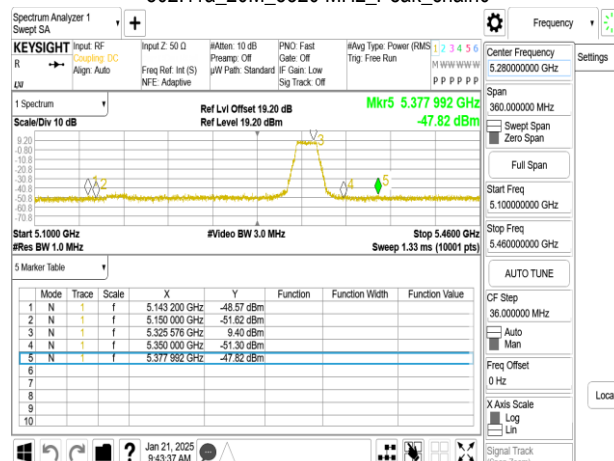 Spectrum Analyzer 1
Swept SA
Frequency
KEYSIGHT Input: RF Input Z: 50 Ω #Atten: 10 dB PNO: Fast #Avg Type: Power (RMS 1 2 3 4 5 6
R Coupling: DC Preamp: Off Gate: Off Trig: Free Run M W W W W W
Align: Auto Freq Ref: Int (S) µW Path: Standard IF Gain: Low
LXI NFE: Adaptive Sig Track: Off P P P P P P
1 Spectrum Ref Lvl Offset 19.20 dB Mkr5 5.377 992 GHz
Scale/Div 10 dB Ref Level 19.20 dBm -47.82 dBm
9.20
-0.8
-10.8
-20.8
-30.8
-40.8
-50.8
-60.8
-70.8
1 2 3 4 5
Start 5.1000 GHz #Video BW 3.0 MHz Stop 5.4600 GHz
#Res BW 1.0 MHz Sweep 1.33 ms (10001 pts)
5 Marker Table
Mode Trace Scale X Y Function Function Width Function Value
1 N 1 f 5.143 200 GHz -48.57 dBm
2 N 1 f 5.150 000 GHz -51.62 dBm
3 N 1 f 5.325 576 GHz 9.40 dBm
4 N 1 f 5.350 000 GHz -51.30 dBm
5 N 1 f 5.377 992 GHz -47.82 dBm
6
7
8
9
10
? Jan 21, 2025
9:43:37 AM
Center Frequency
5.280000000 GHz
Settings
Span
360.000000 MHz
Swept Span
Zero Span
Full Span
Start Freq
5.100000000 GHz
Stop Freq
5.460000000 GHz
AUTO TUNE
CF Step
36.000000 MHz
Auto
Man
Freq Offset
0 Hz
Loca
X Axis Scale
Log
Lin
Signal Track